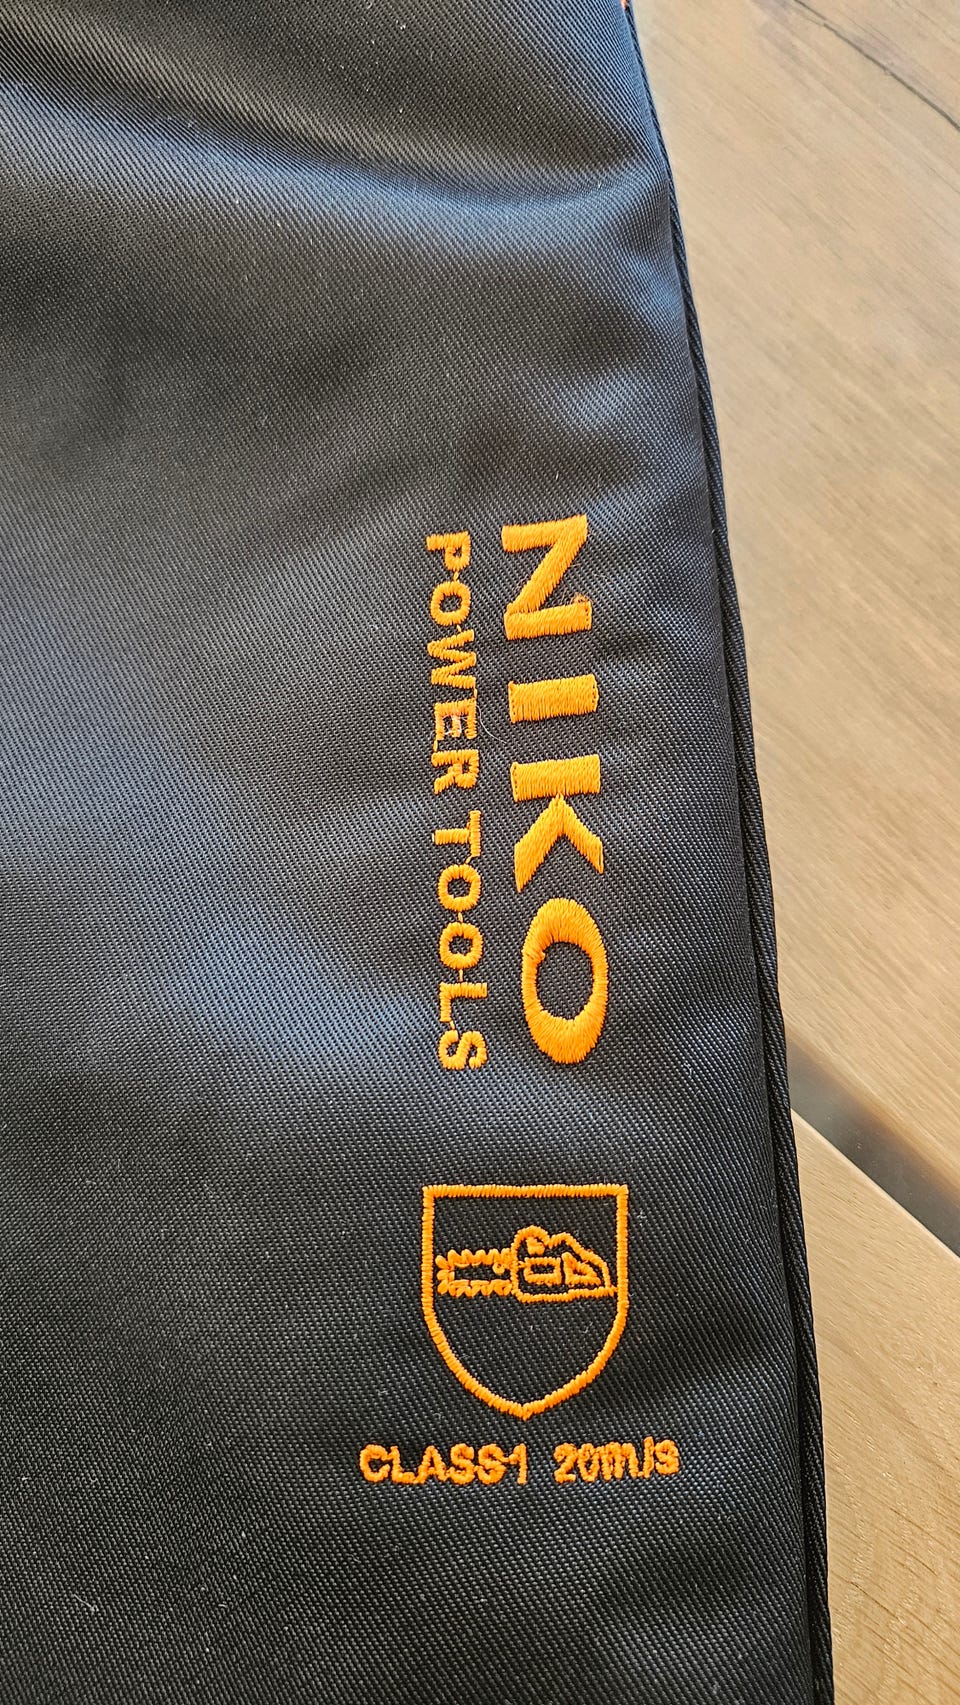 NIKO
POWER TOOLS
CLASS1 20m/s